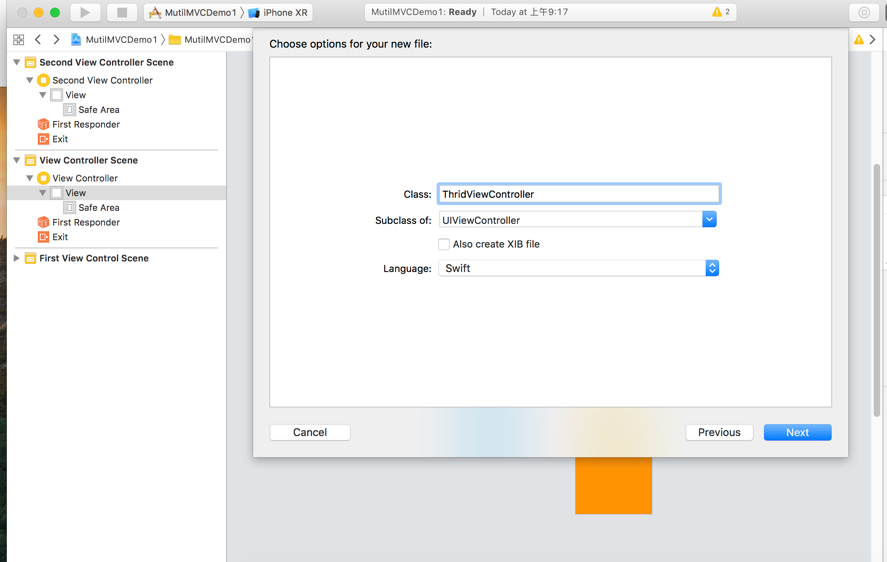 MutilMVCDemo1 〉 iPhone XR
MutilMVCDemo1: Ready | Today at 上午9:17
2
MutilMVCDemo1 〉 MutilMVCDemo
Second View Controller Scene
Second View Controller
View
Safe Area
First Responder
Exit
View Controller Scene
View Controller
View
Safe Area
First Responder
Exit
First View Control Scene
Choose options for your new file:
Class: ThridViewController
Subclass of: UIViewController
Also create XIB file
Language: Swift
Cancel
Previous
Next